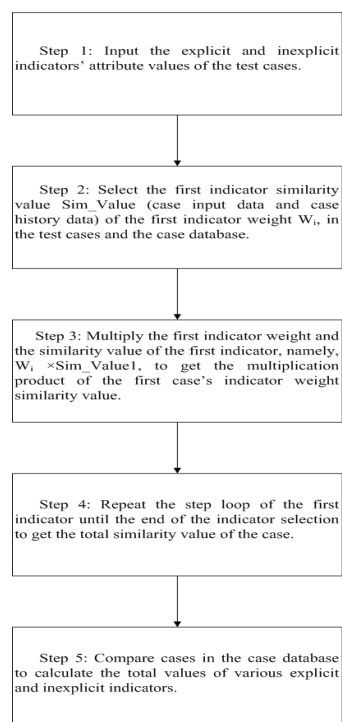 Step 1: Input the explicit and inexplicit
indicators' attribute values of the test cases.
Step 2: Select the first indicator similarity
value Sim_Value (case input data and case
history data) of the first indicator weight Wᵢ, in
the test cases and the case database.
Step 3: Multiply the first indicator weight and
the similarity value of the first indicator, namely,
Wᵢ ×Sim_Value1, to get the multiplication
product of the first case's indicator weight
similarity value.
Step 4: Repeat the step loop of the first
indicator until the end of the indicator selection
to get the total similarity value of the case.
Step 5: Compare cases in the case database
to calculate the total values of various explicit
and inexplicit indicators.